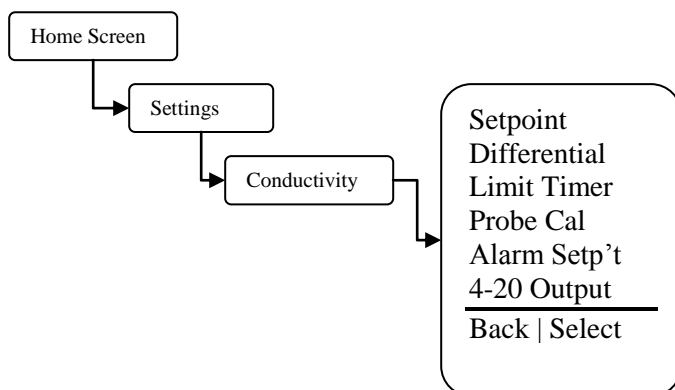 Home Screen
Settings
Conductivity
Setpoint
Differential
Limit Timer
Probe Cal
Alarm Setp’t
4-20 Output
Back | Select